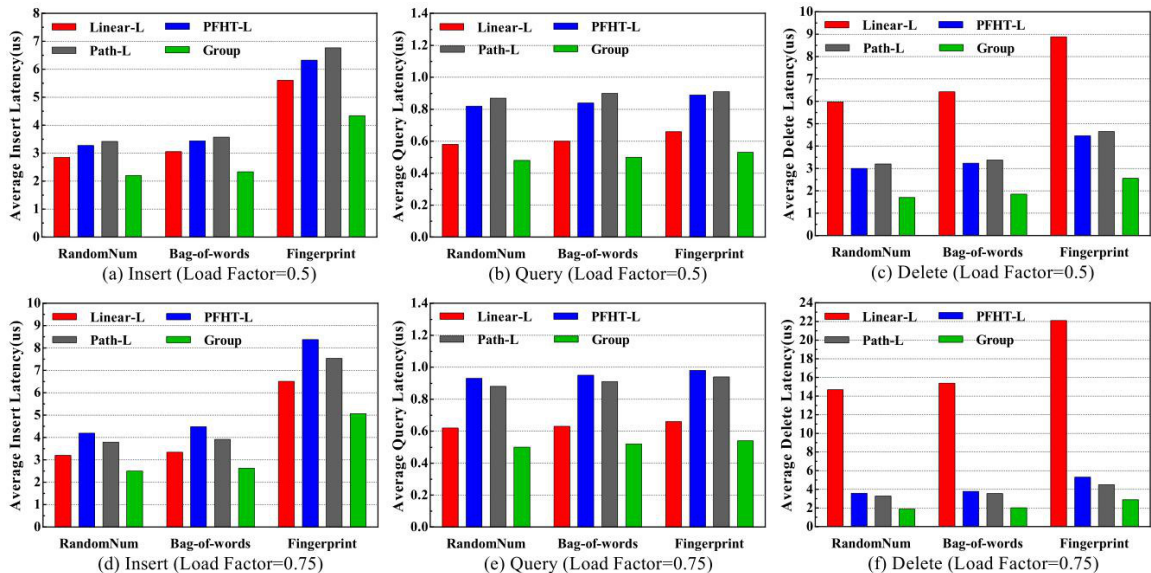 8
7
6
5
4
3
2
1
0
Average Insert Latency(us)
Linear-L PFHT-L
Path-L Group
RandomNum Bag-of-words Fingerprint
(a) Insert (Load Factor=0.5)
1.4
1.2
1.0
0.8
0.6
0.4
0.2
0.0
Average Query Latency(us)
Linear-L PFHT-L
Path-L Group
RandomNum Bag-of-words Fingerprint
(b) Query (Load Factor=0.5)
10
9
8
7
6
5
4
3
2
1
0
Average Delete Latency(us)
Linear-L PFHT-L
Path-L Group
RandomNum Bag-of-words Fingerprint
(c) Delete (Load Factor=0.5)
10
9
8
7
6
5
4
3
2
1
0
Average Insert Latency(us)
Linear-L PFHT-L
Path-L Group
RandomNum Bag-of-words Fingerprint
(d) Insert (Load Factor=0.75)
1.4
1.2
1.0
0.8
0.6
0.4
0.2
0.0
Average Query Latency(us)
Linear-L PFHT-L
Path-L Group
RandomNum Bag-of-words Fingerprint
(e) Query (Load Factor=0.75)
24
22
20
18
16
14
12
10
8
6
4
2
0
Average Delete Latency(us)
Linear-L PFHT-L
Path-L Group
RandomNum Bag-of-words Fingerprint
(f) Delete (Load Factor=0.75)